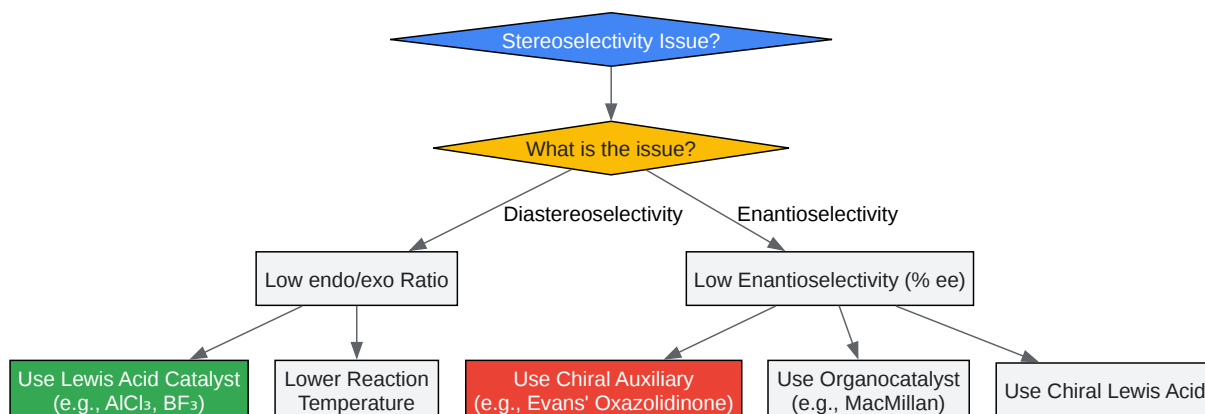 Stereoselectivity Issue?
What is the issue?
Diastereoselectivity
Enantioselectivity
Low endo/exo Ratio
Low Enantioselectivity (% ee)
Use Lewis Acid Catalyst
(e.g., AlCl₃, BF₃)
Lower Reaction
Temperature
Use Chiral Auxiliary
(e.g., Evans' Oxazolidinone)
Use Organocatalyst
(e.g., MacMillan)
Use Chiral Lewis Acid